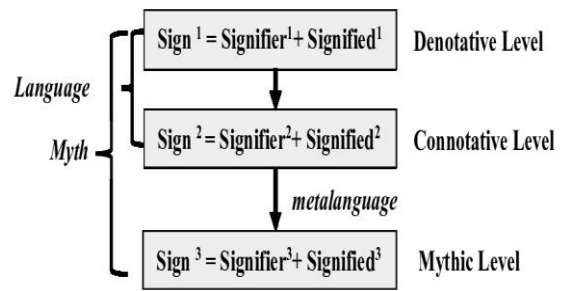 Sign ¹ = Signifier¹+ Signified¹ Denotative Level
Language
Sign ² = Signifier²+ Signified² Connotative Level
Myth
metalanguage
Sign ³ = Signifier³+ Signified³ Mythic Level